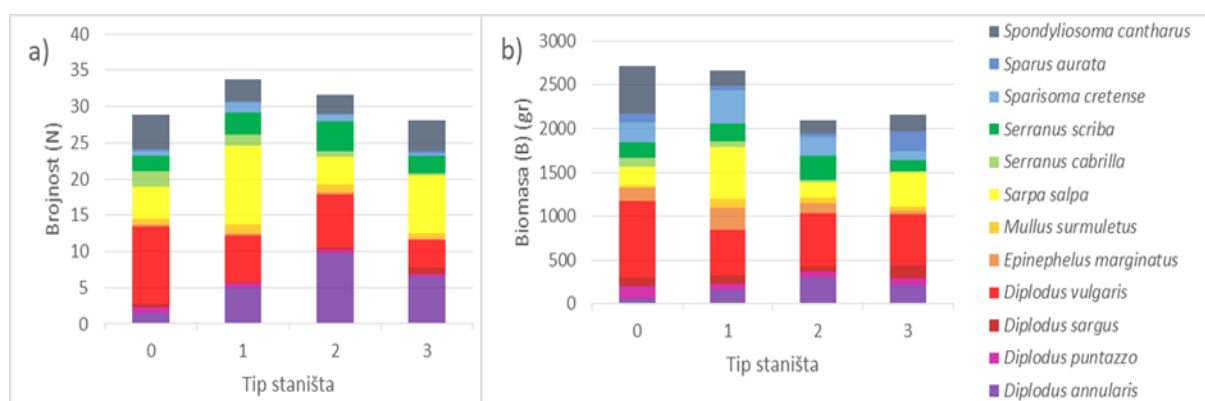 a)
Brojnost (N)
40
35
30
25
20
15
10
5
0
0 1 2 3
Tip staništa
b)
Biomasa (B) (gr)
3000
2500
2000
1500
1000
500
0
0 1 2 3
Tip staništa
Spondyliosoma cantharus
Sparus aurata
Sparisoma cretense
Serranus scriba
Serranus cabrilla
Sarpa salpa
Mullus surmuletus
Epinephelus marginatus
Diplodus vulgaris
Diplodus sargus
Diplodus puntazzo
Diplodus annularis